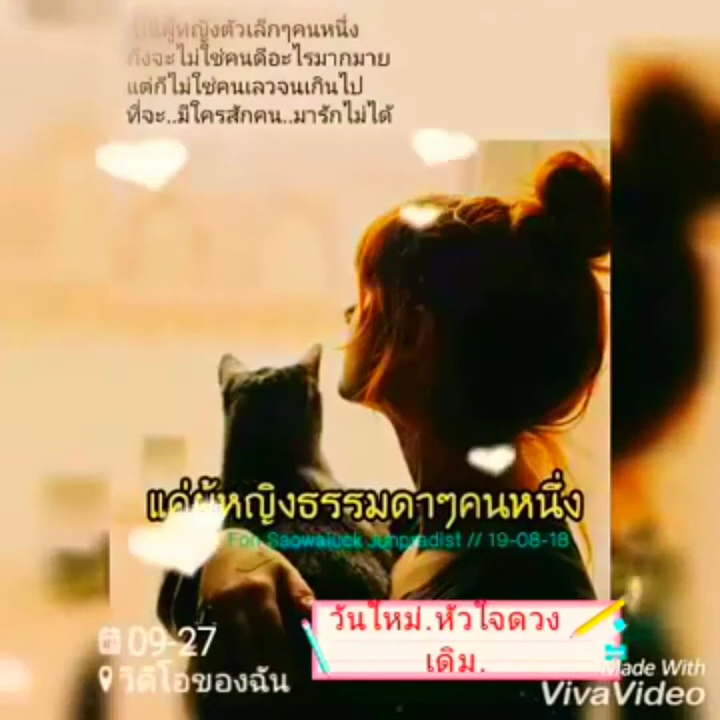 เป็นผู้หญิงตัวเล็กๆคนหนึ่ง
ถึงจะไม่ใช่คนดีอะไรมากมาย
แต่ก็ไม่ใช่คนเลวจนเกินไป
ที่จะ..มีใครสักคน..มารักไม่ได้
แค่ผู้หญิงธรรมดาๆคนหนึ่ง
Fon Saowaluck Junpradist // 19-08-18
วันใหม่.หัวใจดวง
เดิม.
09-27
วิดีโอของฉัน
Made With
VivaVideo